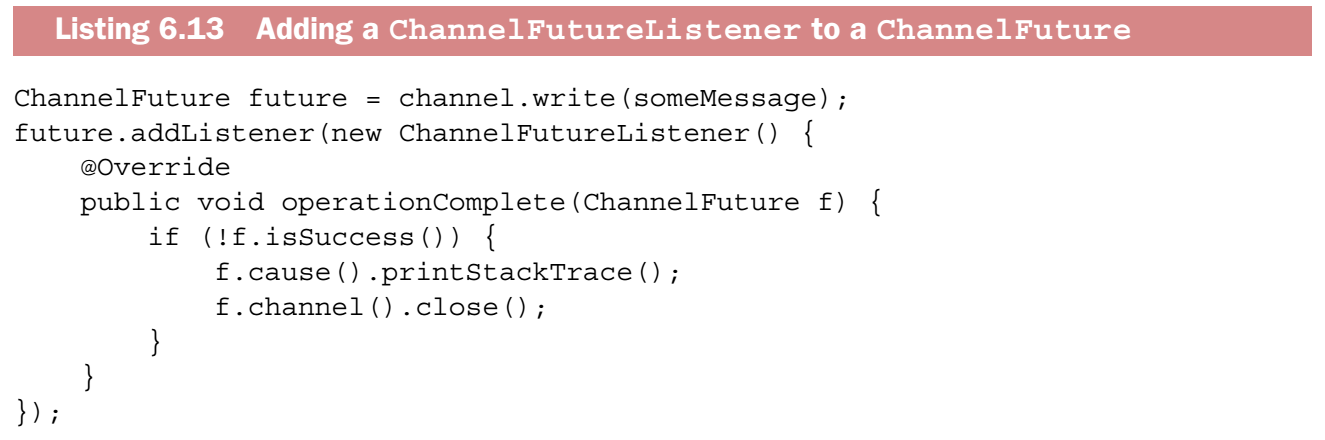 Listing 6.13 Adding a ChannelFutureListener to a ChannelFuture
ChannelFuture future = channel.write(someMessage);
future.addListener(new ChannelFutureListener() {
@Override
public void operationComplete(ChannelFuture f) {
if (!f.isSuccess()) {
f.cause().printStackTrace();
f.channel().close();
}
}
});